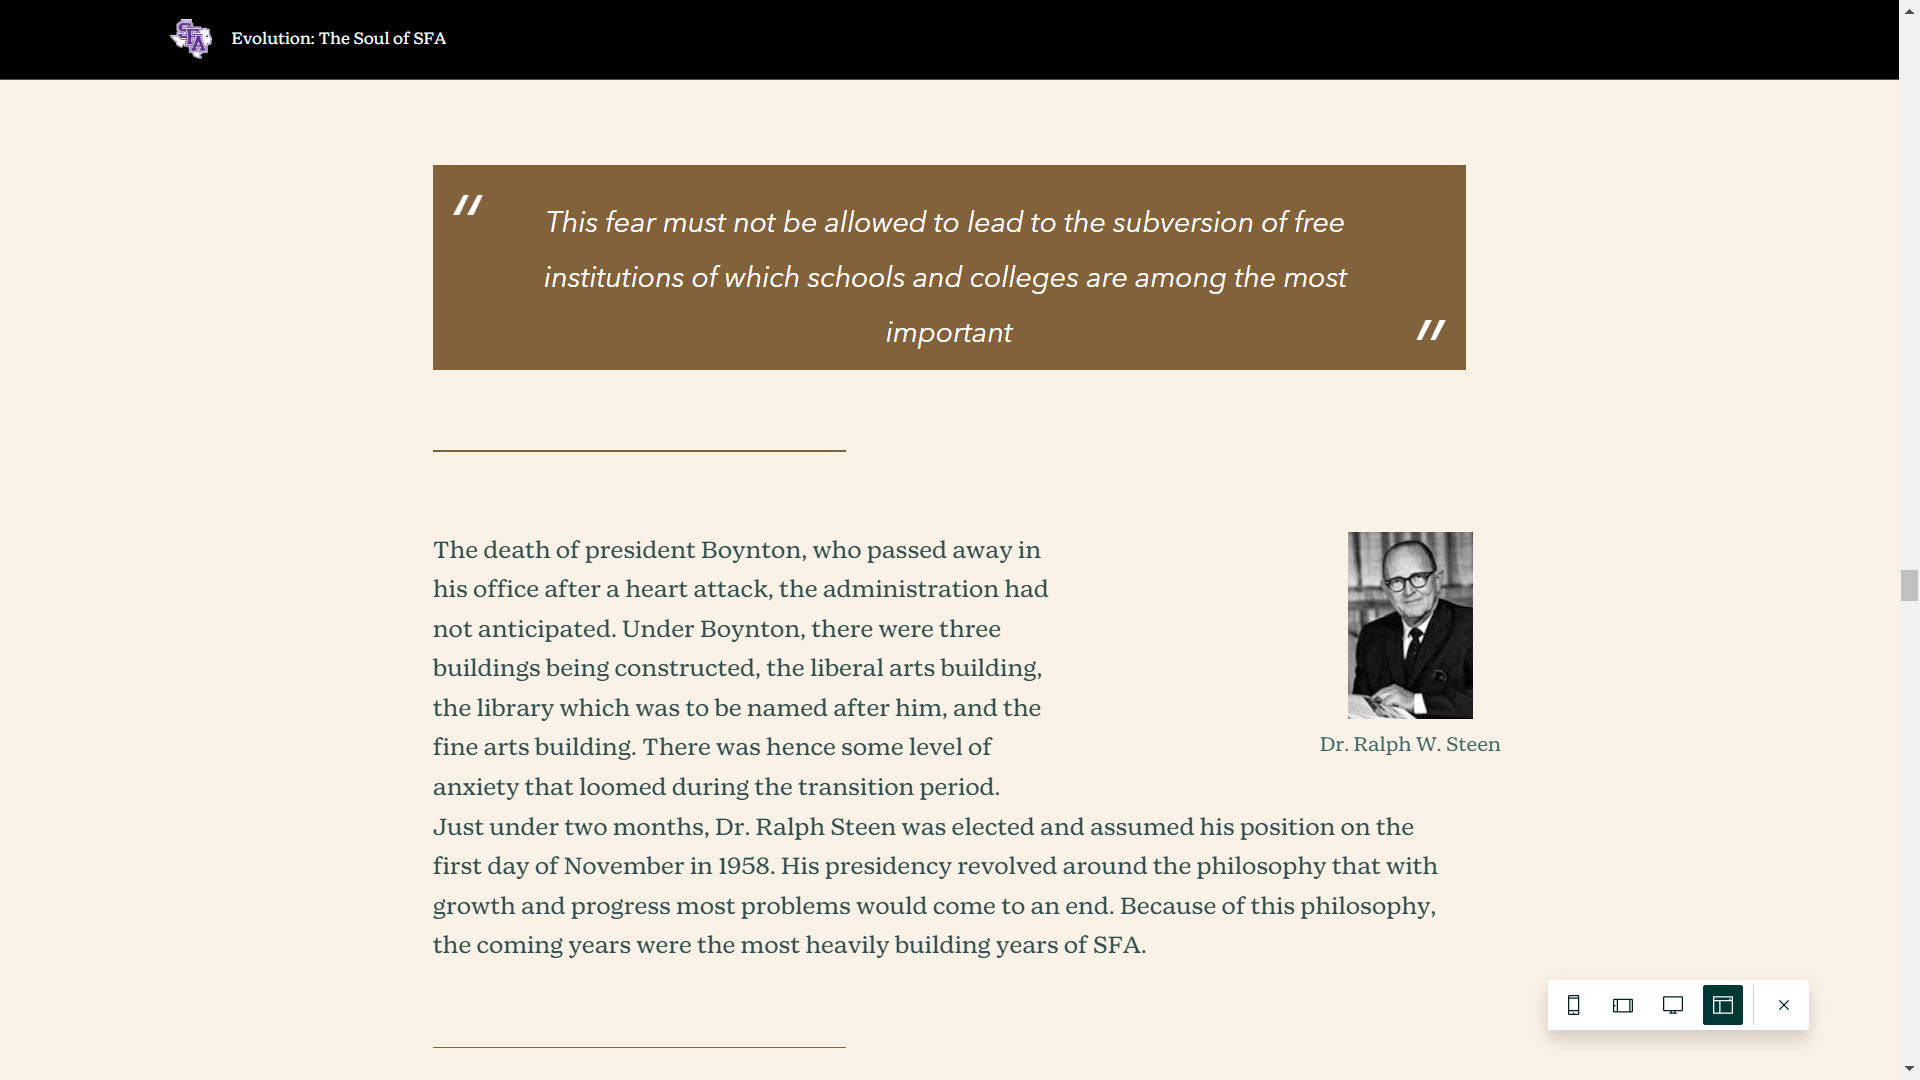 SFA
Evolution: The Soul of SFA
"
This fear must not be allowed to lead to the subversion of free
institutions of which schools and colleges are among the most
important
"
The death of president Boynton, who passed away in
his office after a heart attack, the administration had
not anticipated. Under Boynton, there were three
buildings being constructed, the liberal arts building,
the library which was to be named after him, and the
fine arts building. There was hence some level of
anxiety that loomed during the transition period.
Just under two months, Dr. Ralph Steen was elected and assumed his position on the
first day of November in 1958. His presidency revolved around the philosophy that with
growth and progress most problems would come to an end. Because of this philosophy,
the coming years were the most heavily building years of SFA.
Dr. Ralph W. Steen